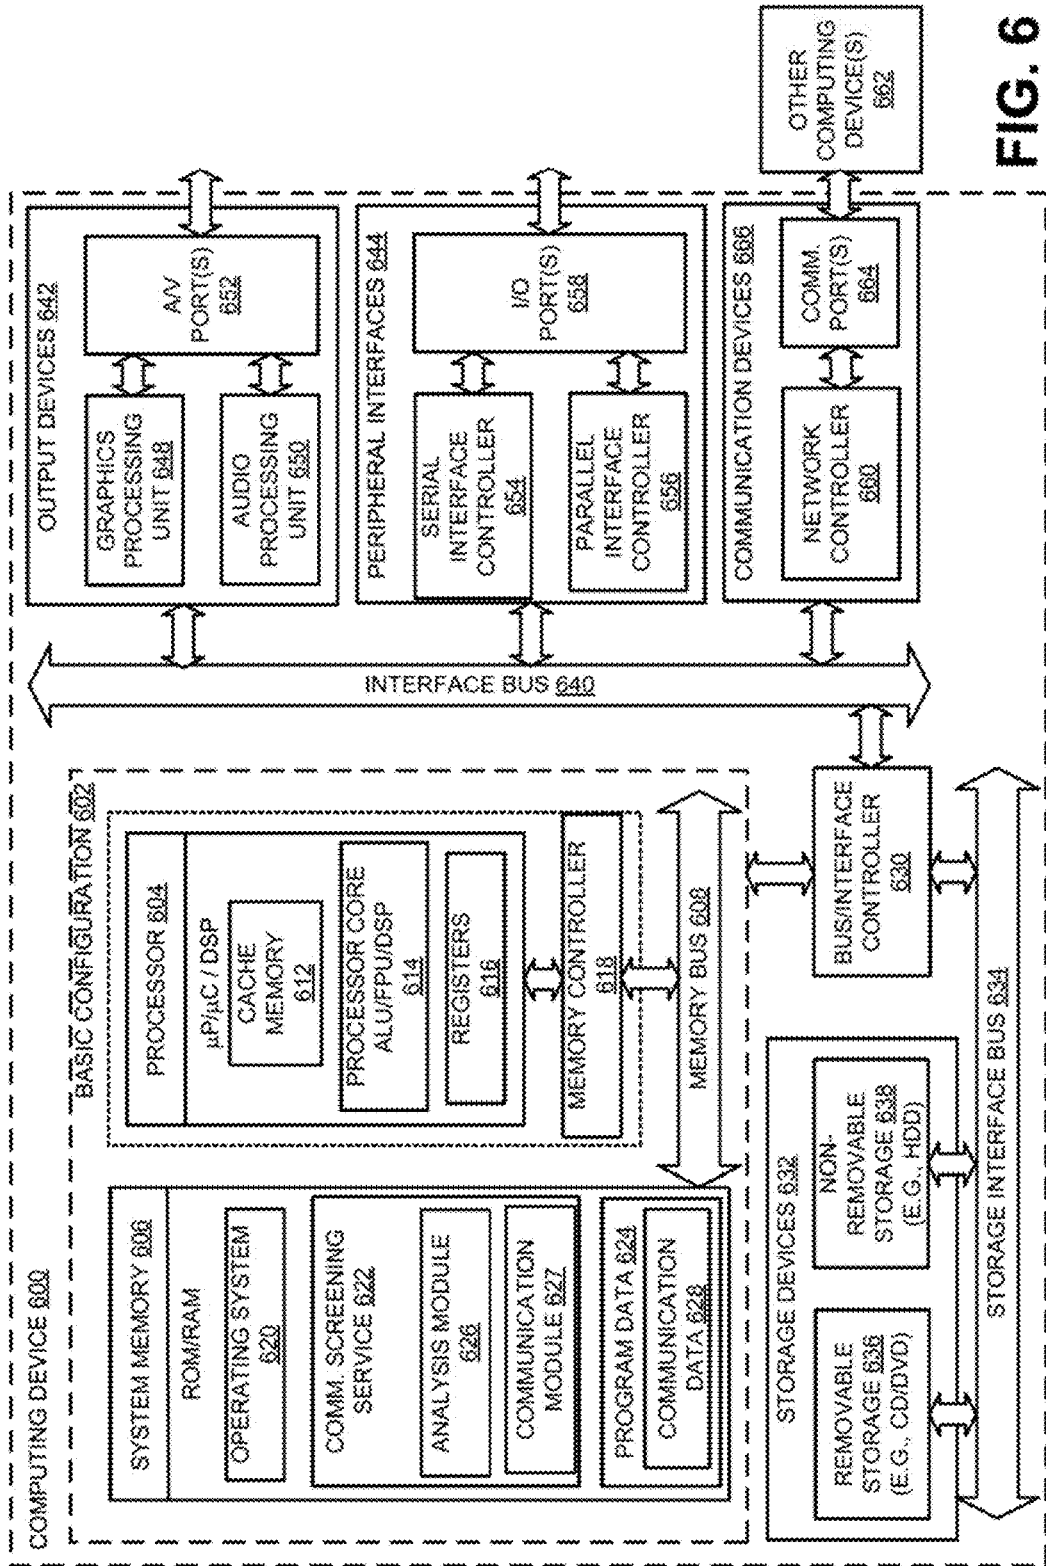 COMPUTING DEVICE 600
BASIC CONFIGURATION 602
SYSTEM MEMORY 606
ROM/RAM
OPERATING SYSTEM
620
COMM. SCREENING
SERVICE 622
ANALYSIS MODULE
626
COMMUNICATION
MODULE 627
PROGRAM DATA 624
COMMUNICATION
DATA 628
PROCESSOR 604
µP/µC / DSP
CACHE
MEMORY
612
PROCESSOR CORE
ALU/FPU/DSP
614
REGISTERS
616
MEMORY CONTROLLER
618
MEMORY BUS 608
BUS/INTERFACE
CONTROLLER
630
STORAGE DEVICES 632
REMOVABLE
STORAGE 636
(E.G., CD/DVD)
NON-
REMOVABLE
STORAGE 638
(E.G., HDD)
STORAGE INTERFACE BUS 634
INTERFACE BUS 640
OUTPUT DEVICES 642
GRAPHICS
PROCESSING
UNIT 648
AUDIO
PROCESSING
UNIT 650
A/V
PORT(S)
652
PERIPHERAL INTERFACES 644
SERIAL
INTERFACE
CONTROLLER
654
PARALLEL
INTERFACE
CONTROLLER
656
I/O
PORT(S)
658
COMMUNICATION DEVICES 666
NETWORK
CONTROLLER
660
COMM.
PORT(S)
664
OTHER
COMPUTING
DEVICE(S)
662
FIG. 6